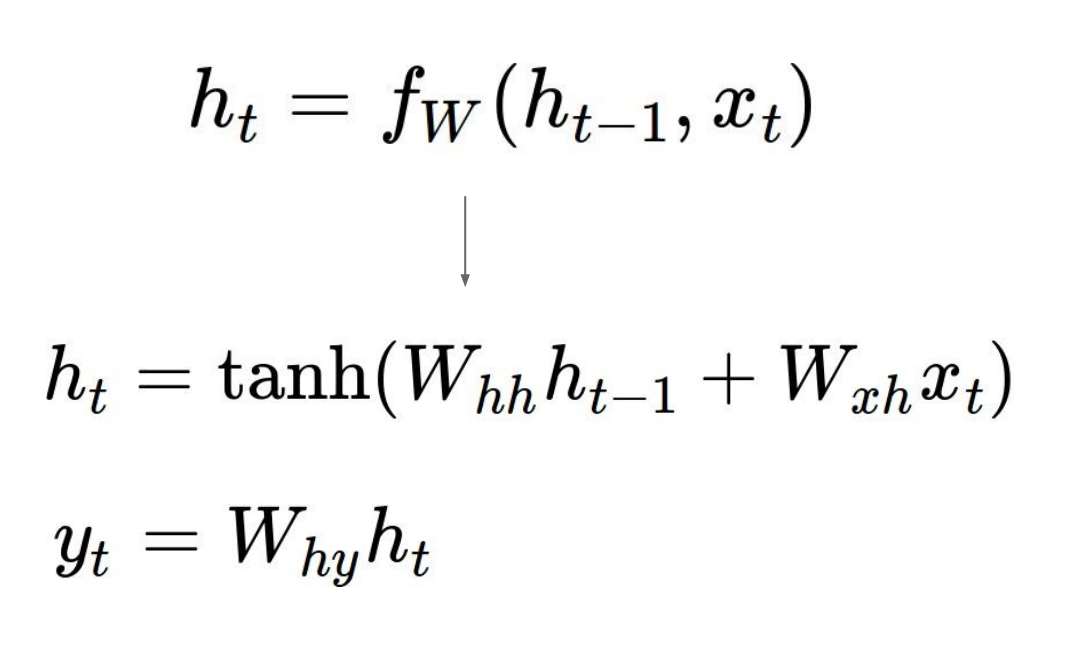 h_t = f_W(h_{t-1}, x_t)
h_t = tanh(W_{hh}h_{t-1} + W_{xh}x_t)
y_t = W_{hy}h_t